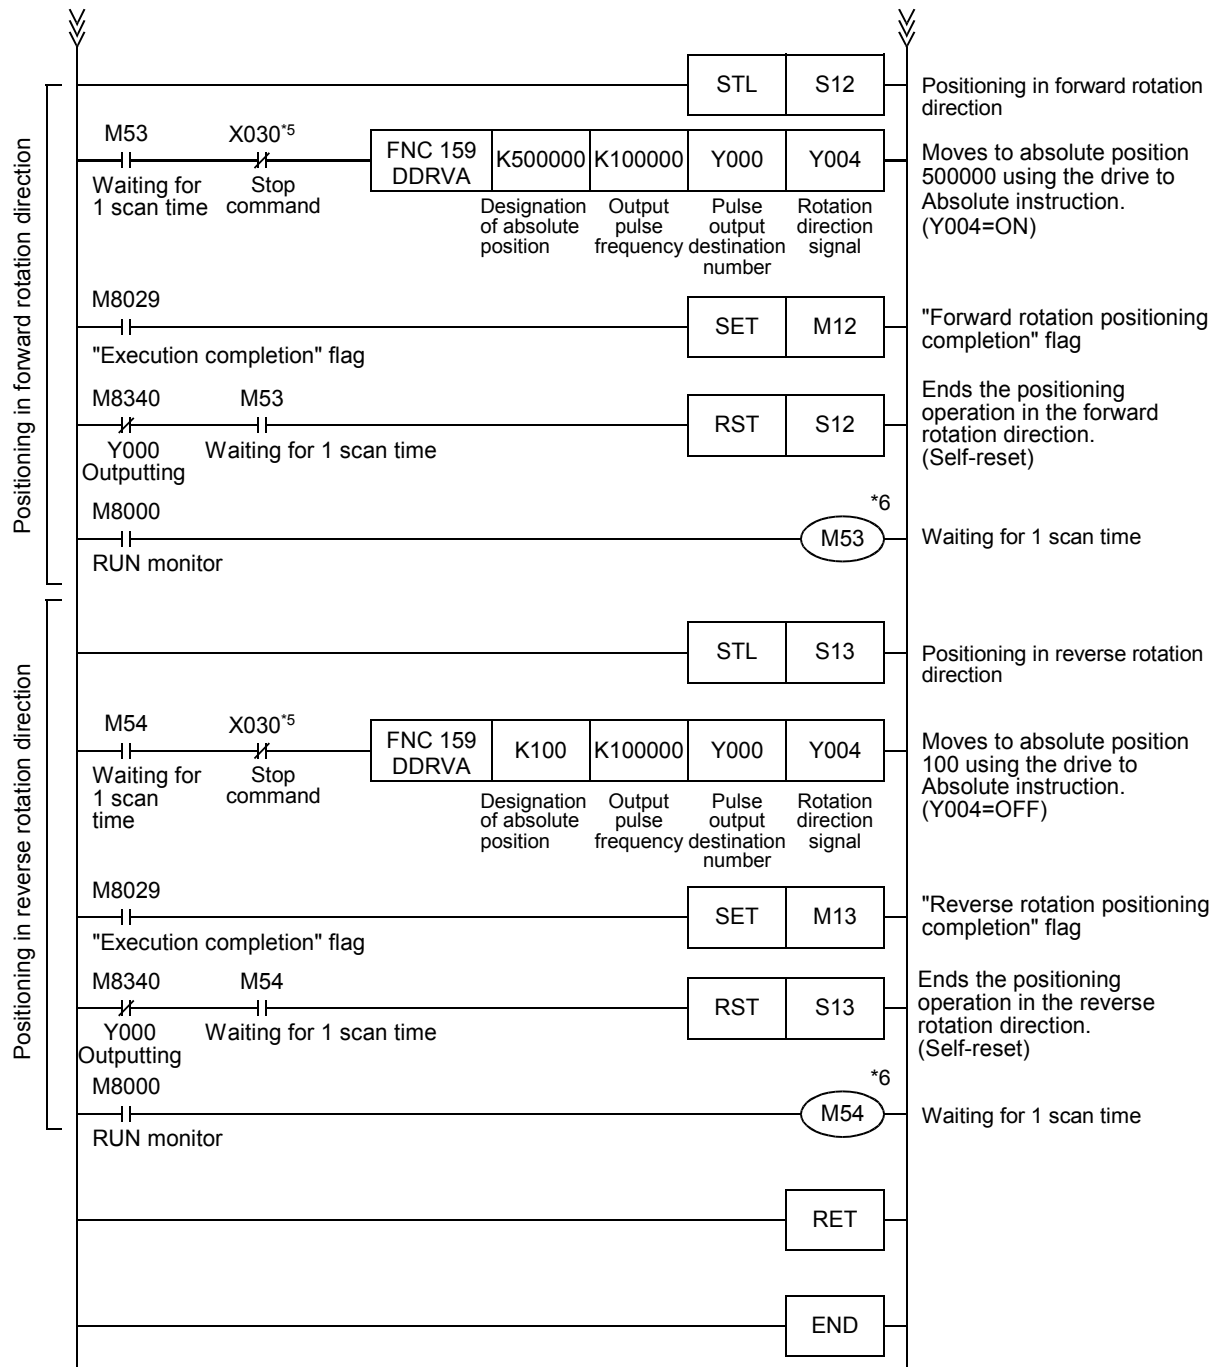 Positioning in forward rotation direction
STL S12
Positioning in forward rotation
direction
M53 X030*5
FNC 159
DDRVA
K500000 K100000 Y000 Y004
Waiting for
1 scan time
Stop
command
Designation
of absolute
position
Output
pulse
frequency
Pulse
output
destination
number
Rotation
direction
signal
Moves to absolute position
500000 using the drive to
Absolute instruction.
(Y004=ON)
M8029
"Execution completion" flag
SET M12
"Forward rotation positioning
completion" flag
M8340 M53
Y000
Outputting
Waiting for 1 scan time
RST S12
Ends the positioning
operation in the forward
rotation direction.
(Self-reset)
M8000
RUN monitor
*6
M53
Waiting for 1 scan time
Positioning in reverse rotation direction
STL S13
Positioning in reverse rotation
direction
M54 X030*5
FNC 159
DDRVA
K100 K100000 Y000 Y004
Waiting for
1 scan
time
Stop
command
Designation
of absolute
position
Output
pulse
frequency
Pulse
output
destination
number
Rotation
direction
signal
Moves to absolute position
100 using the drive to
Absolute instruction.
(Y004=OFF)
M8029
"Execution completion" flag
SET M13
"Reverse rotation positioning
completion" flag
M8340 M54
Y000
Outputting
Waiting for 1 scan time
RST S13
Ends the positioning
operation in the reverse
rotation direction.
(Self-reset)
M8000
RUN monitor
*6
M54
Waiting for 1 scan time
RET
END